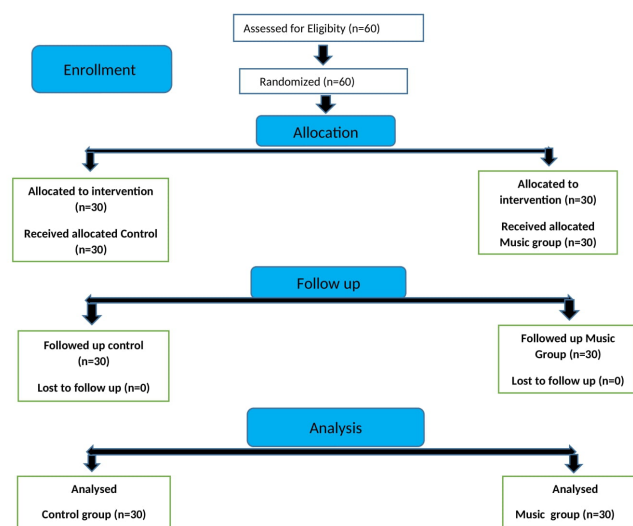 Assessed for Eligibity (n=60)
Enrollment
Randomized (n=60)
Allocation
Allocated to intervention
(n=30)
Received allocated Control
(n=30)
Allocated to
intervention (n=30)
Received allocated
Music group (n=30)
Follow up
Followed up control
(n=30)
Lost to follow up (n=0)
Followed up Music
Group (n=30)
Lost to follow up (n=0)
Analysis
Analysed
Control group (n=30)
Analysed
Music group (n=30)